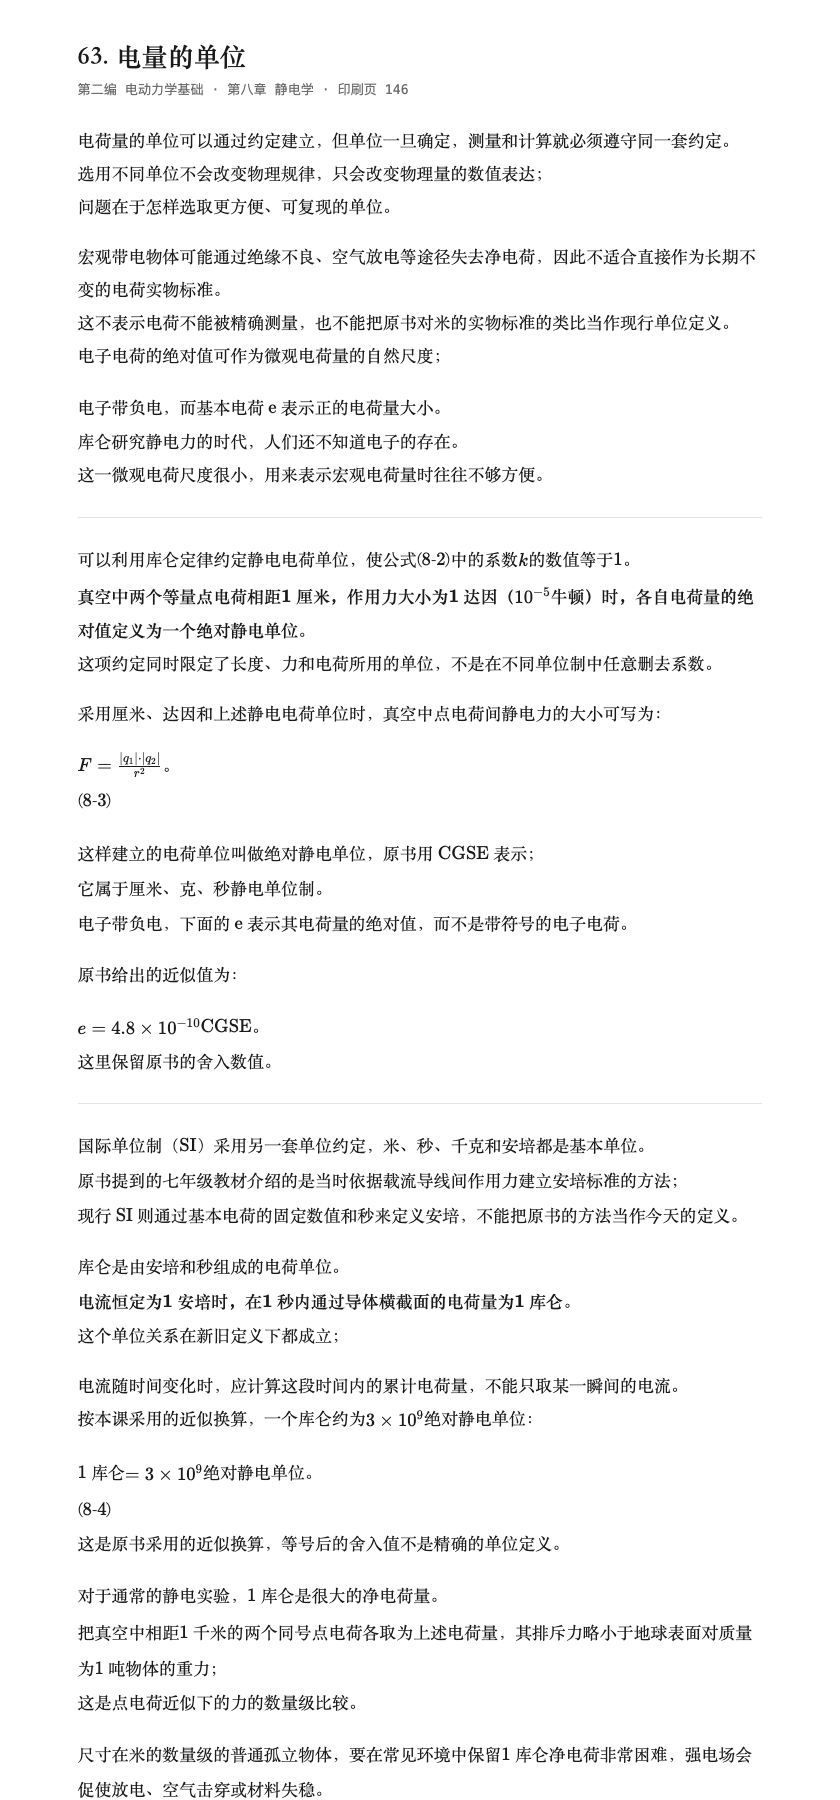 63. 电量的单位
第二编 电动力学基础 · 第八章 静电学 · 印刷页 146
电荷量的单位可以通过约定建立，但单位一旦确定，测量和计算就必须遵守同一套约定。
选用不同单位不会改变物理规律，只会改变物理量的数值表达；
问题在于怎样选取更方便、可复现的单位。
宏观带电物体可能通过绝缘不良、空气放电等途径失去净电荷，因此不适合直接作为长期不
变的电荷实物标准。
这不表示电荷不能被精确测量，也不能把原书对米的实物标准的类比当作现行单位定义。
电子电荷的绝对值可作为微观电荷量的自然尺度；
电子带负电，而基本电荷 e 表示正的电荷量大小。
库仑研究静电力的时代，人们还不知道电子的存在。
这一微观电荷尺度很小，用来表示宏观电荷量时往往不够方便。
可以利用库仑定律约定静电电荷单位，使公式(8-2)中的系数k的数值等于1。
真空中两个等量点电荷相距1 厘米，作用力大小为1 达因（10⁻⁵牛顿）时，各自电荷量的绝
对值定义为一个绝对静电单位。
这项约定同时限定了长度、力和电荷所用的单位，不是在不同单位制中任意删去系数。
采用厘米、达因和上述静电电荷单位时，真空中点电荷间静电力的大小可写为：
F = |q₁|·|q₂| / r² 。
(8-3)
这样建立的电荷单位叫做绝对静电单位，原书用 CGSE 表示；
它属于厘米、克、秒静电单位制。
电子带负电，下面的 e 表示其电荷量的绝对值，而不是带符号的电子电荷。
原书给出的近似值为：
e = 4.8 × 10⁻¹⁰CGSE。
这里保留原书的舍入数值。
国际单位制（SI）采用另一套单位约定，米、秒、千克和安培都是基本单位。
原书提到的七年级教材介绍的是当时依据载流导线间作用力建立安培标准的方法；
现行 SI 则通过基本电荷的固定数值和秒来定义安培，不能把原书的方法当作今天的定义。
库仑是由安培和秒组成的电荷单位。
电流恒定为1 安培时，在1 秒内通过导体横截面的电荷量为1 库仑。
这个单位关系在新旧定义下都成立；
电流随时间变化时，应计算这段时间内的累计电荷量，不能只取某一瞬间的电流。
按本课采用的近似换算，一个库仑约为3 × 10⁹绝对静电单位：
1 库仑= 3 × 10⁹绝对静电单位。
(8-4)
这是原书采用的近似换算，等号后的舍入值不是精确的单位定义。
对于通常的静电实验，1 库仑是很大的净电荷量。
把真空中相距1 千米的两个同号点电荷各取为上述电荷量，其排斥力略小于地球表面对质量
为1 吨物体的重力；
这是点电荷近似下的力的数量级比较。
尺寸在米的数量级的普通孤立物体，要在常见环境中保留1 库仑净电荷非常困难，强电场会
促使放电、空气击穿或材料失稳。